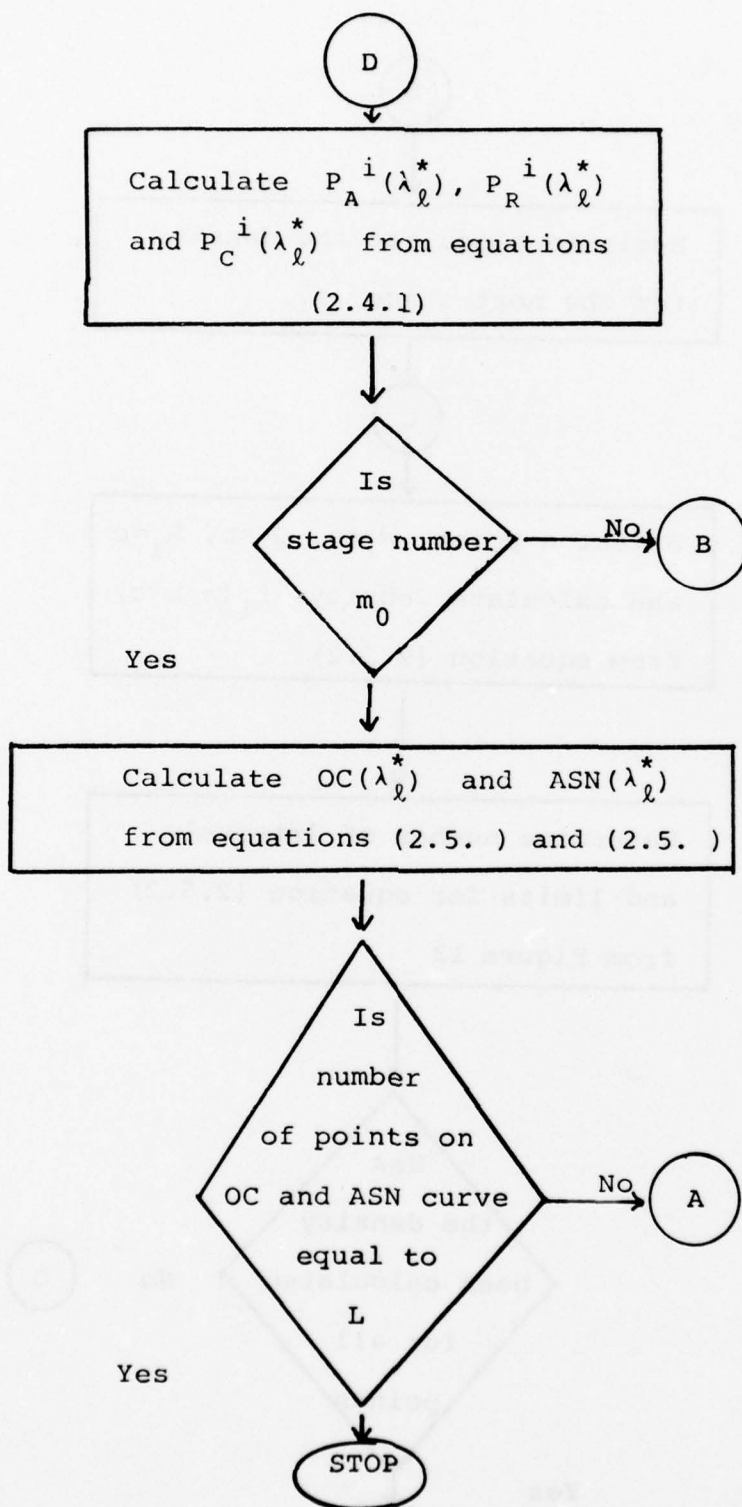 D
Calculate P_A^i(λ_ℓ^*), P_R^i(λ_ℓ^*)
and P_C^i(λ_ℓ^*) from equations
(2.4.1)
Is
stage number
m_0
No
B
Yes
Calculate OC(λ_ℓ^*) and ASN(λ_ℓ^*)
from equations (2.5. ) and (2.5. )
Is
number
of points on
OC and ASN curve
equal to
L
No
A
Yes
STOP